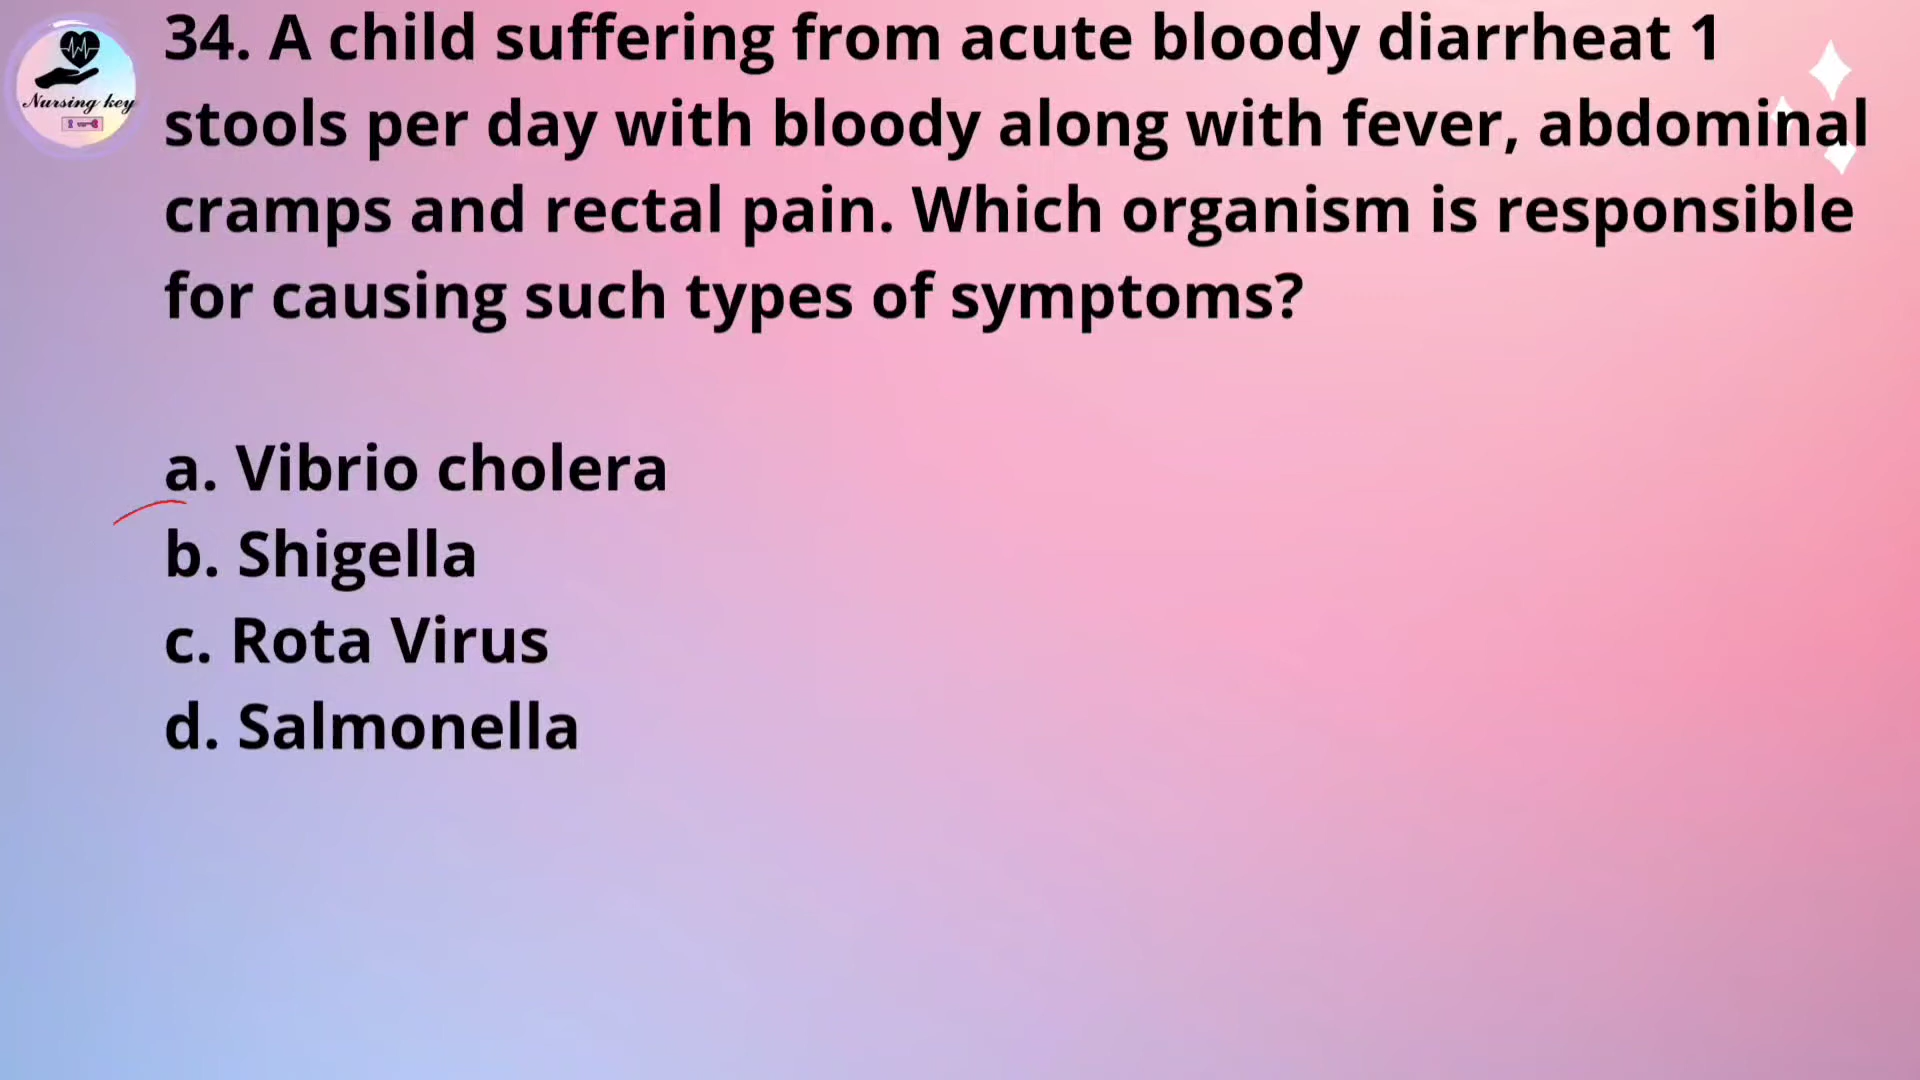 Nursing key
34. A child suffering from acute bloody diarrheat 1
stools per day with bloody along with fever, abdominal
cramps and rectal pain. Which organism is responsible
for causing such types of symptoms?
a. Vibrio cholera
b. Shigella
c. Rota Virus
d. Salmonella